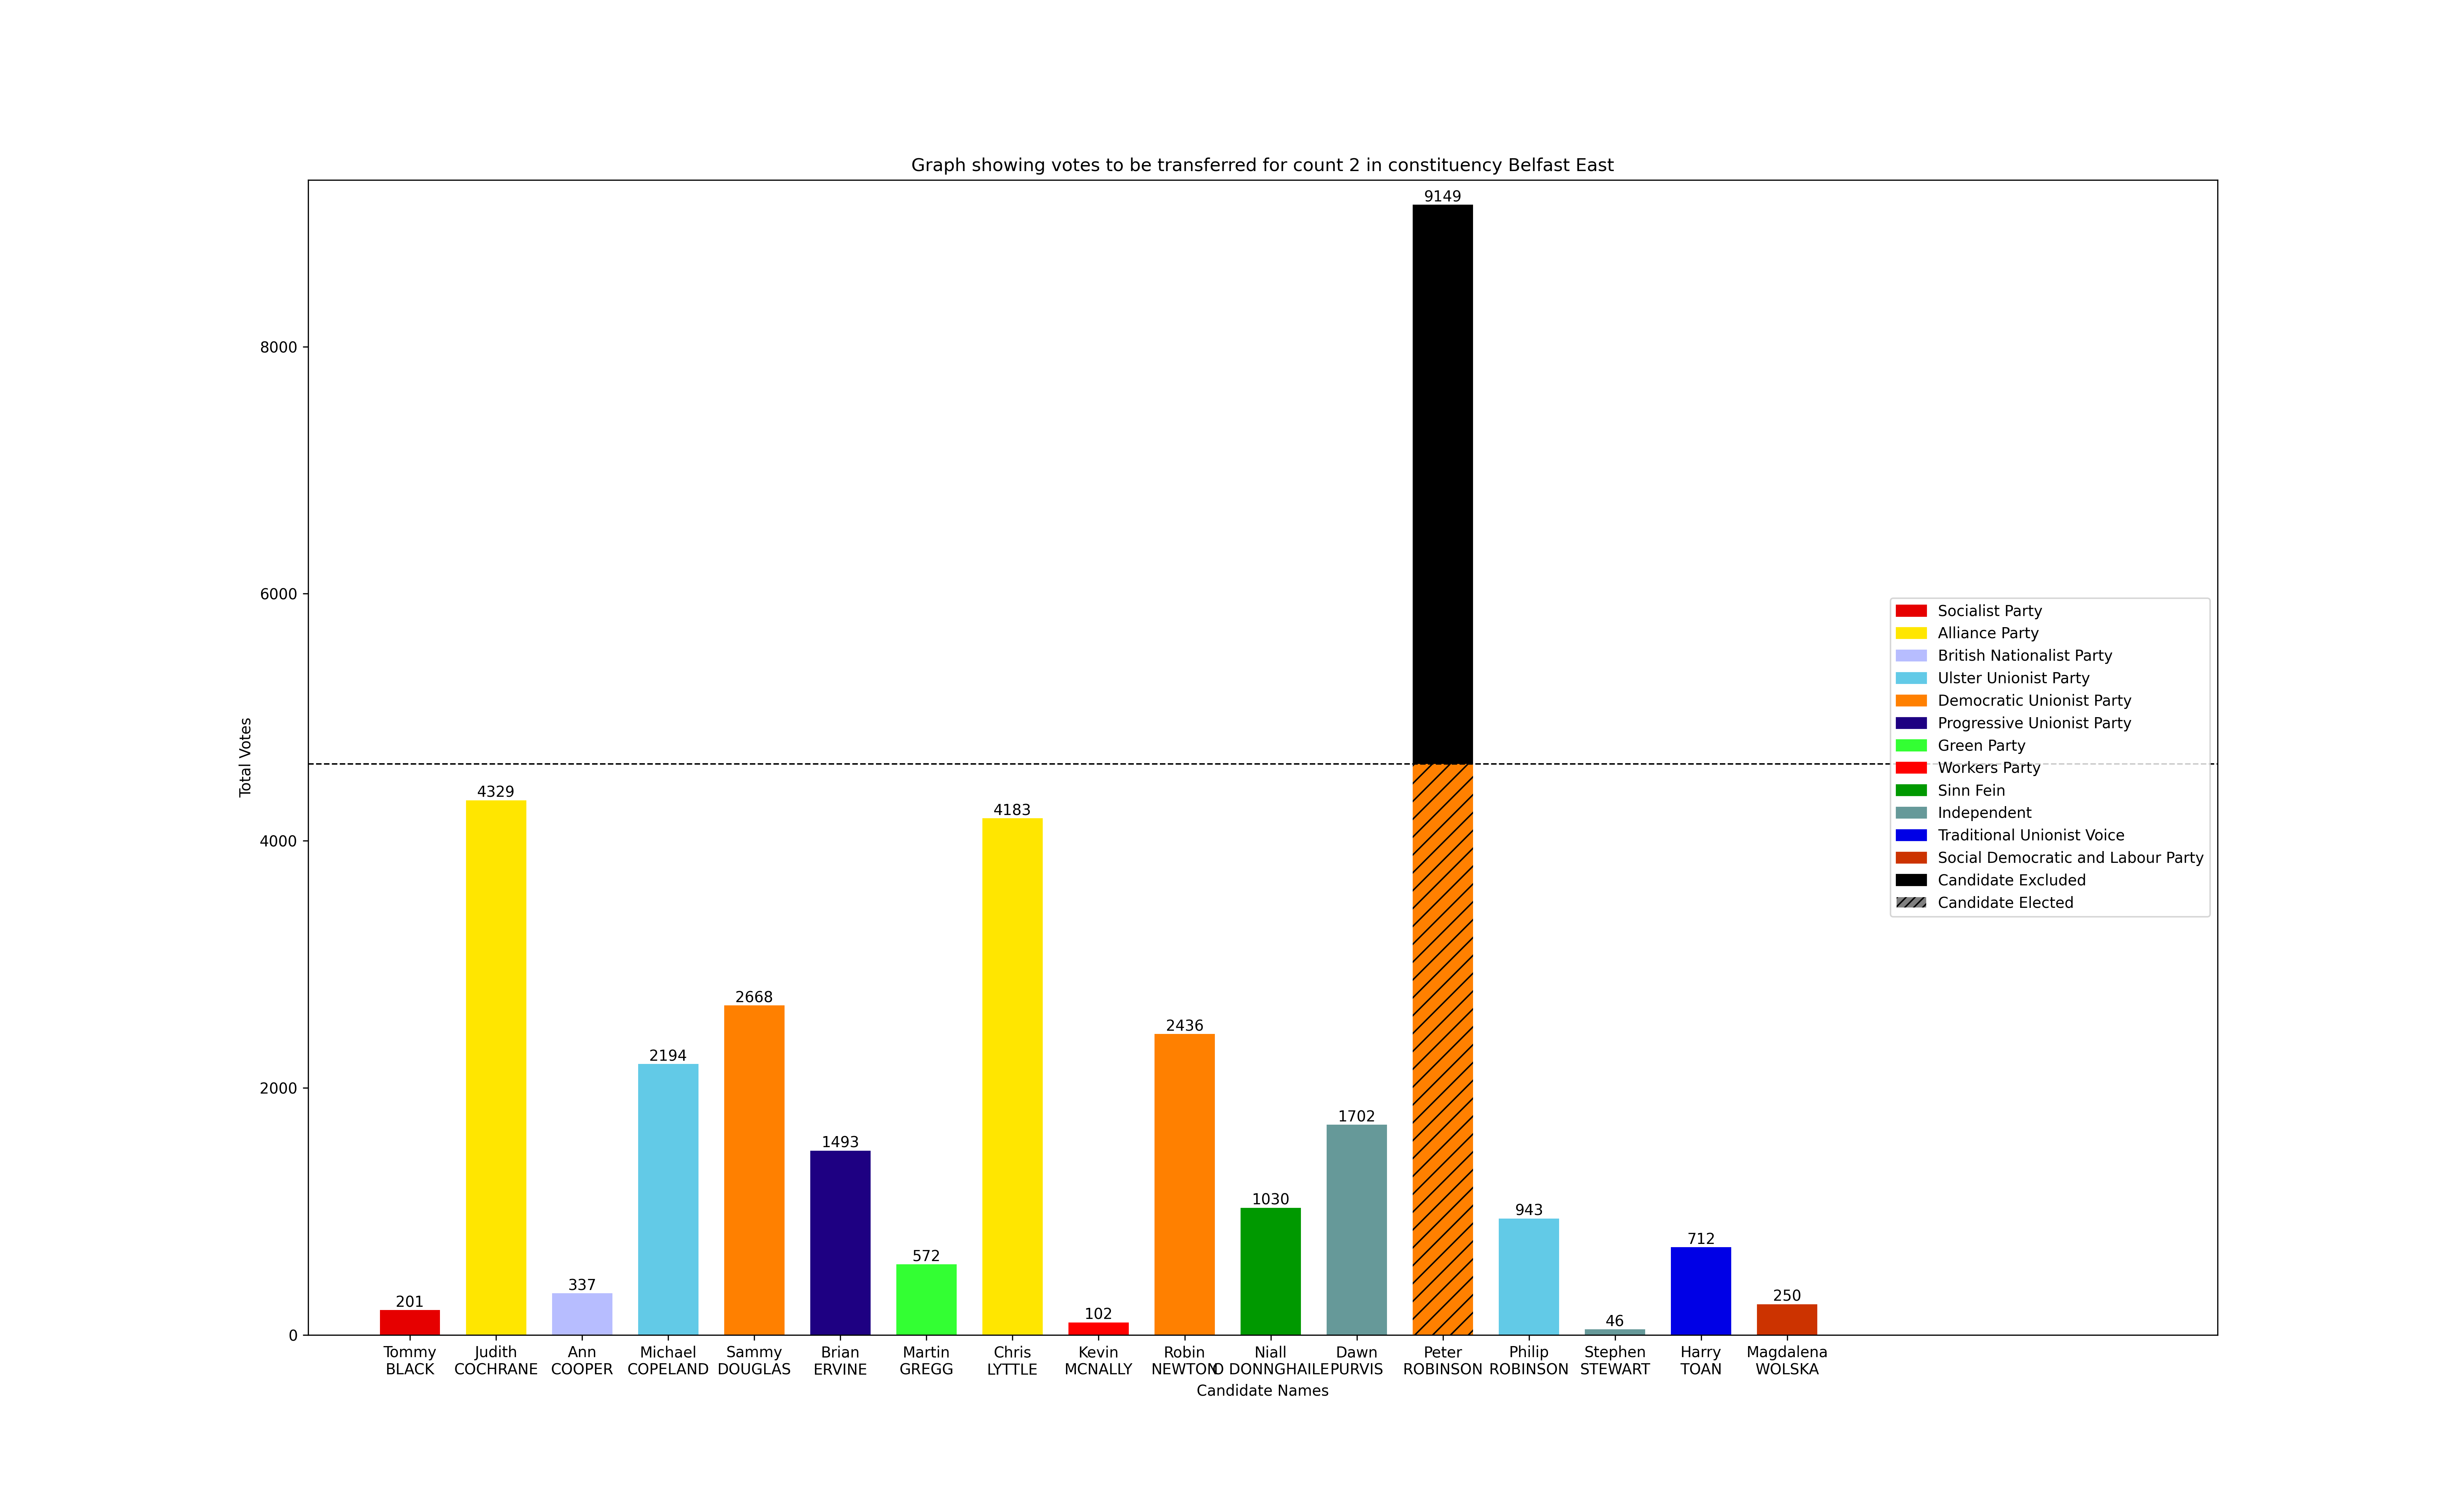 Graph showing votes to be transferred for count 2 in constituency Belfast East
9149
8000
6000
4000
2000
0
Total Votes
201
4329
337
2194
2668
1493
572
4183
102
2436
1030
1702
943
46
712
250
Tommy
BLACK
Judith
COCHRANE
Ann
COOPER
Michael
COPELAND
Sammy
DOUGLAS
Brian
ERVINE
Martin
GREGG
Chris
LYTTLE
Kevin
MCNALLY
Robin
NEWTON
Niall
O DONNGHAILE
Dawn
PURVIS
Peter
ROBINSON
Philip
ROBINSON
Stephen
STEWART
Harry
TOAN
Magdalena
WOLSKA
Candidate Names
Socialist Party
Alliance Party
British Nationalist Party
Ulster Unionist Party
Democratic Unionist Party
Progressive Unionist Party
Green Party
Workers Party
Sinn Fein
Independent
Traditional Unionist Voice
Social Democratic and Labour Party
Candidate Excluded
Candidate Elected